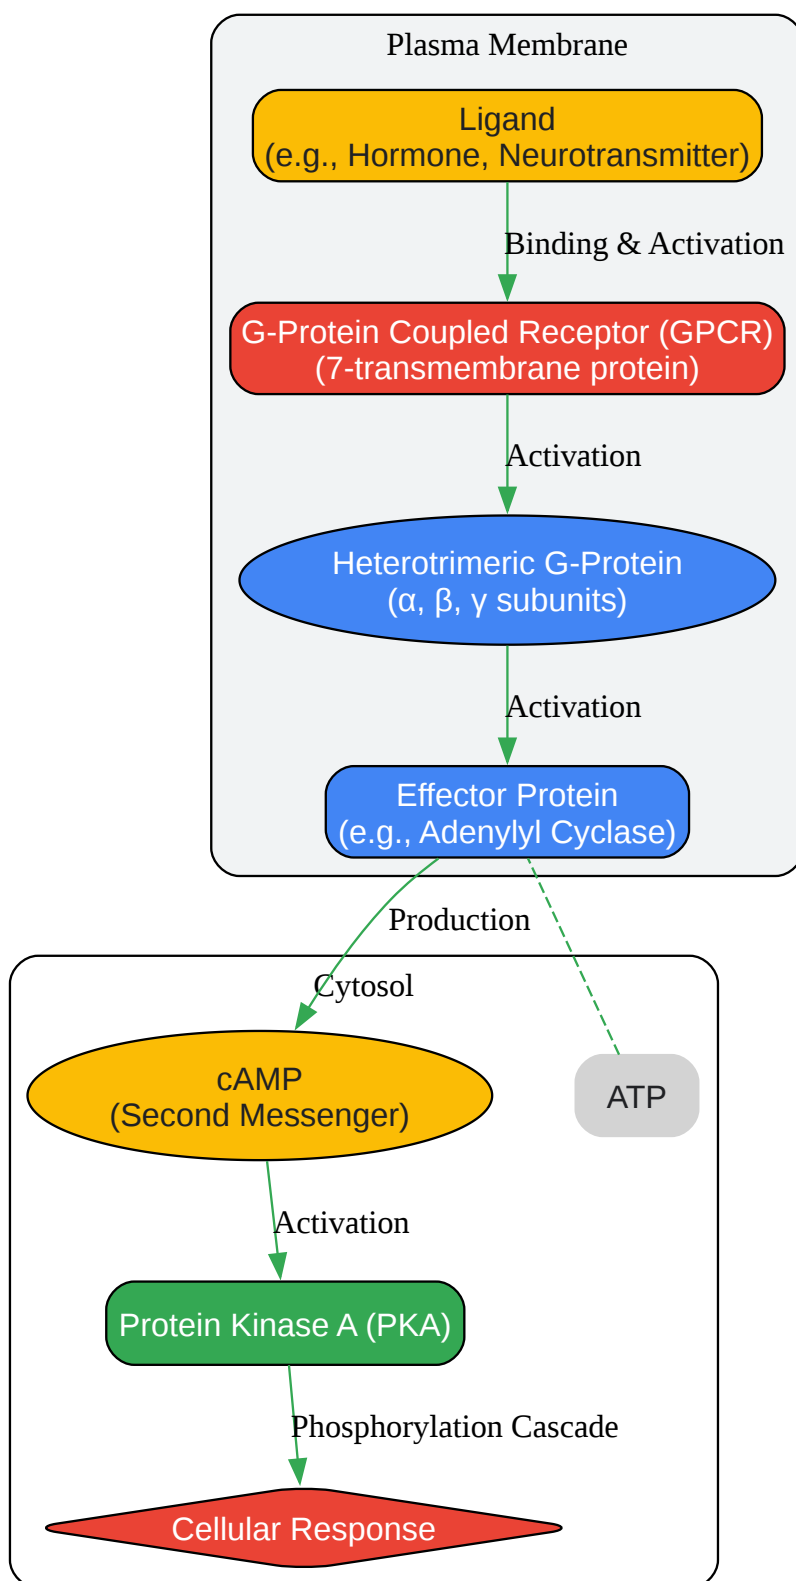 Plasma Membrane
Ligand
(e.g., Hormone, Neurotransmitter)
Binding & Activation
G-Protein Coupled Receptor (GPCR)
(7-transmembrane protein)
Activation
Heterotrimeric G-Protein
(α, β, γ subunits)
Activation
Effector Protein
(e.g., Adenylyl Cyclase)
Production
Cytosol
cAMP
(Second Messenger)
ATP
Activation
Protein Kinase A (PKA)
Phosphorylation Cascade
Cellular Response